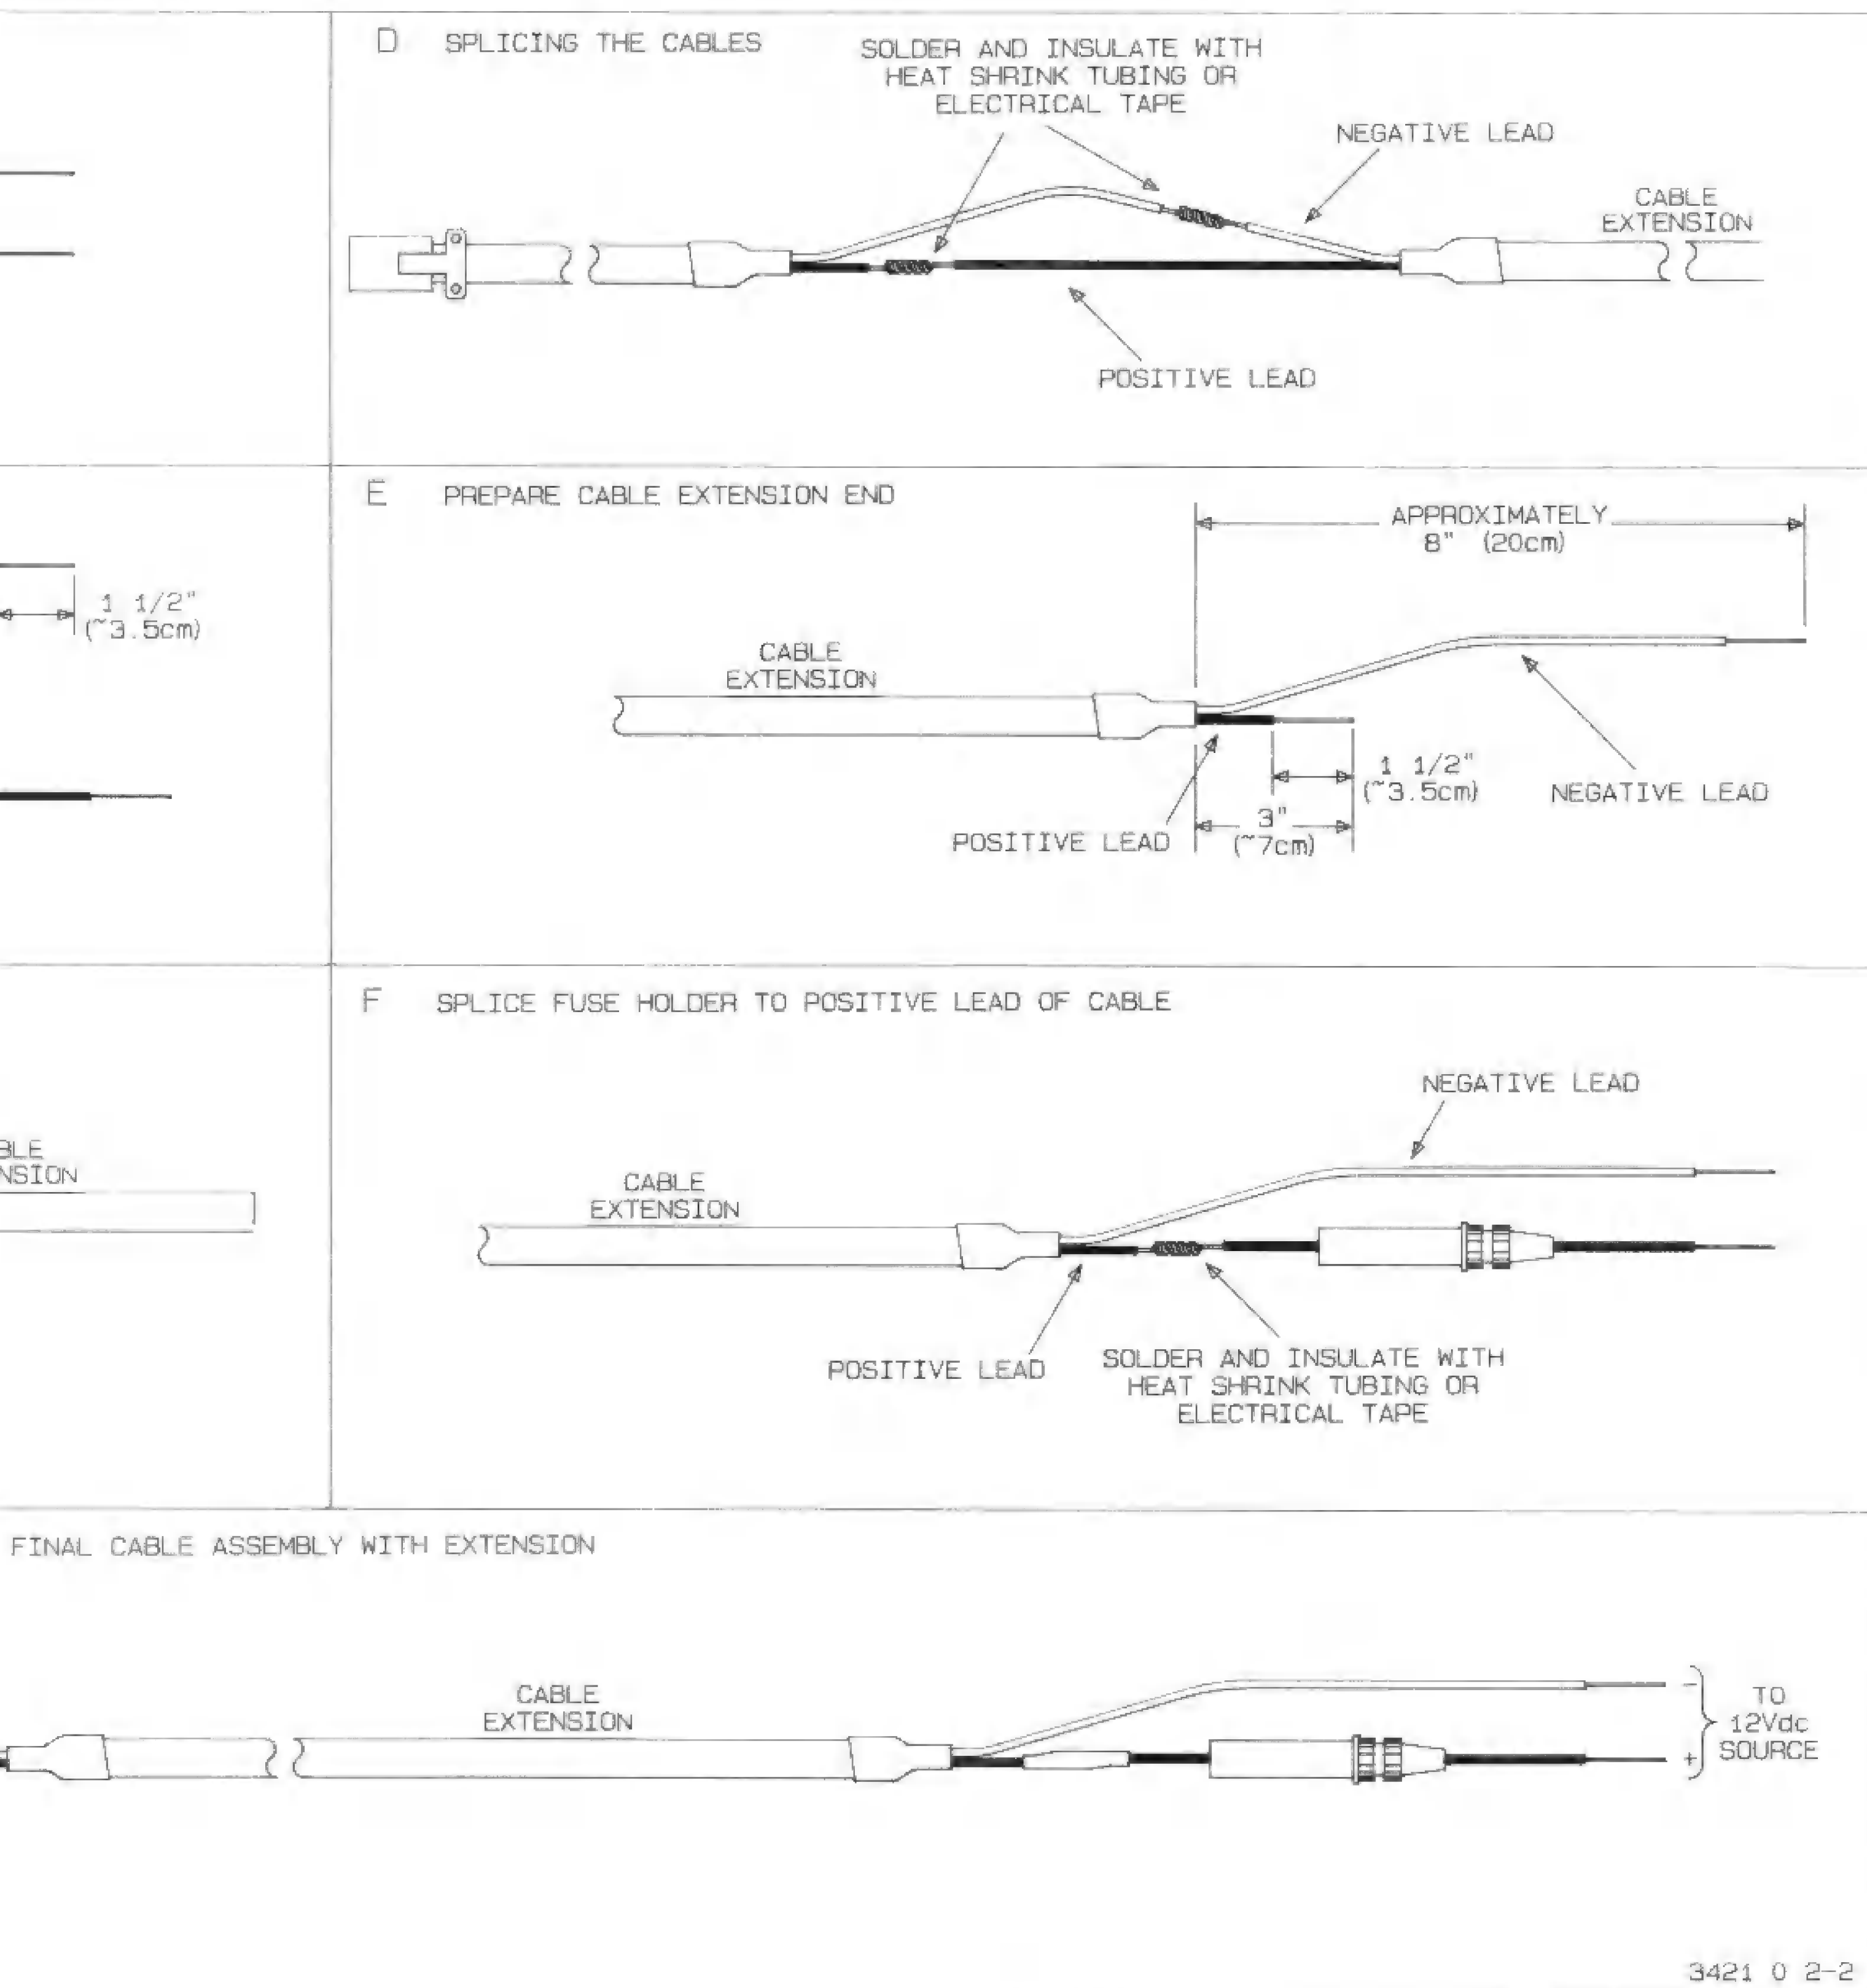 D SPLICING THE CABLES
SOLDER AND INSULATE WITH
HEAT SHRINK TUBING OR
ELECTRICAL TAPE
NEGATIVE LEAD
CABLE
EXTENSION
POSITIVE LEAD
1 1/2"
(~3.5cm)
E PREPARE CABLE EXTENSION END
APPROXIMATELY
8" (20cm)
CABLE
EXTENSION
1 1/2"
(~3.5cm)
NEGATIVE LEAD
3"
(~7cm)
POSITIVE LEAD
BLE
NSION
F SPLICE FUSE HOLDER TO POSITIVE LEAD OF CABLE
NEGATIVE LEAD
CABLE
EXTENSION
POSITIVE LEAD
SOLDER AND INSULATE WITH
HEAT SHRINK TUBING OR
ELECTRICAL TAPE
FINAL CABLE ASSEMBLY WITH EXTENSION
CABLE
EXTENSION
-
+
TO
12Vdc
SOURCE
3421 0 2-2